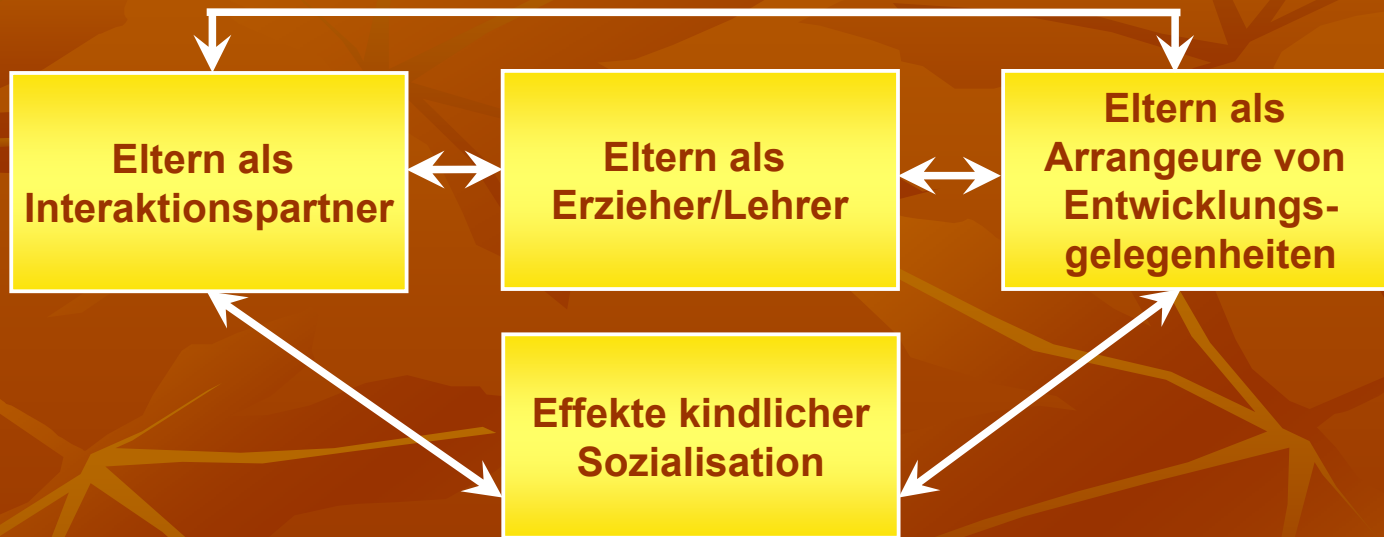 Eltern als
Interaktionspartner
Eltern als
Erzieher/Lehrer
Eltern als
Arrangeure von
Entwicklungs-
gelegenheiten
Effekte kindlicher
Sozialisation